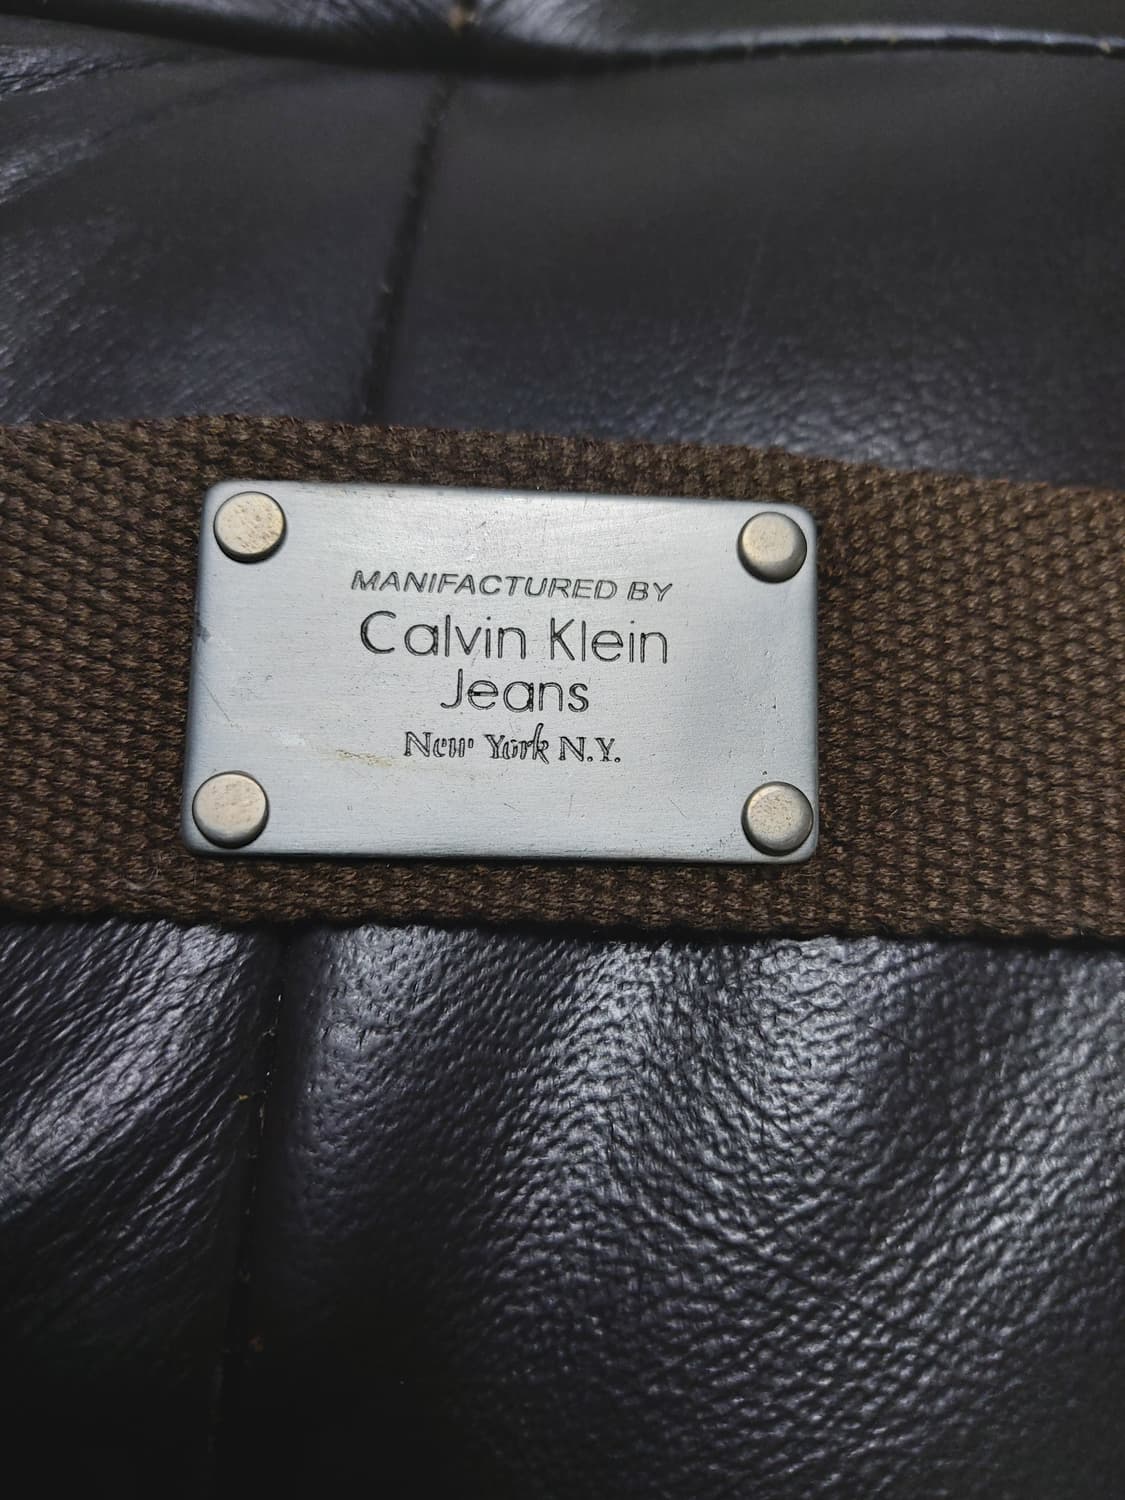 MANIFACTURED BY
Calvin Klein
Jeans
New York N.Y.